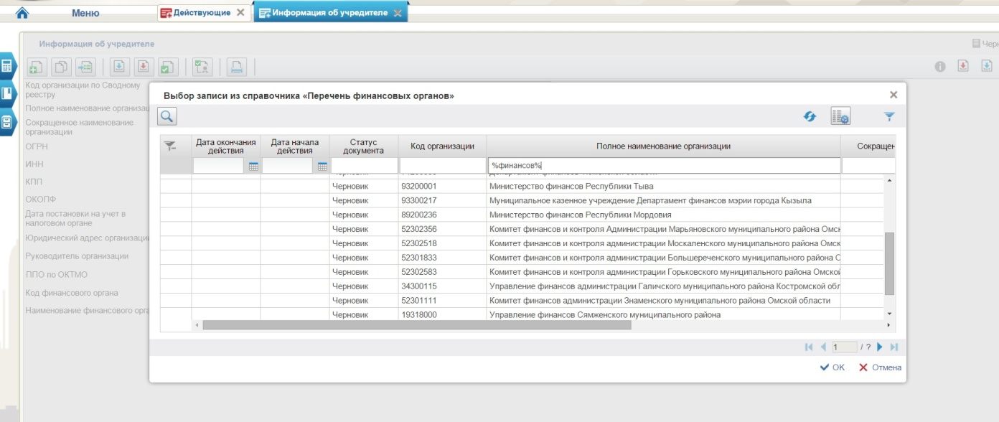 Меню
Действующие
Информация об учредителе
Информация об учредителе
Черн
Код организации по Сводному
реестру
Полное наименование организац
Сокращенное наименование
организации
ОГРН
ИНН
КПП
ОКОПФ
Дата постановки на учет в
налоговом органе
Юридический адрес организации
Руководитель организации
ППО по ОКТМО
Код финансового органа
Наименование финансового орга
Выбор записи из справочника «Перечень финансовых органов»
Дата окончания
действия
Дата начала
действия
Статус
документа
Код организации
Полное наименование организации
Сокращен
%финансов%
Черновик 93200001 Министерство финансов Республики Тыва
Черновик 93300217 Муниципальное казенное учреждение Департамент финансов мэрии города Кызыла
Черновик 89200236 Министерство финансов Республики Мордовия
Черновик 52302356 Комитет финансов и контроля Администрации Марьяновского муниципального района Омск
Черновик 52302518 Комитет финансов и контроля администрации Москаленского муниципального района Омск
Черновик 52301833 Комитет финансов и контроля администрации Большереченского муниципального района О
Черновик 52302583 Комитет финансов и контроля администрации Горьковского муниципального района Омской
Черновик 34300115 Управление финансов администрации Галичского муниципального района Костромской обл
Черновик 52301111 Комитет финансов администрации Знаменского муниципального района Омской области
Черновик 19318000 Управление финансов Сямженского муниципального района
1 / ?
ОК Отмена